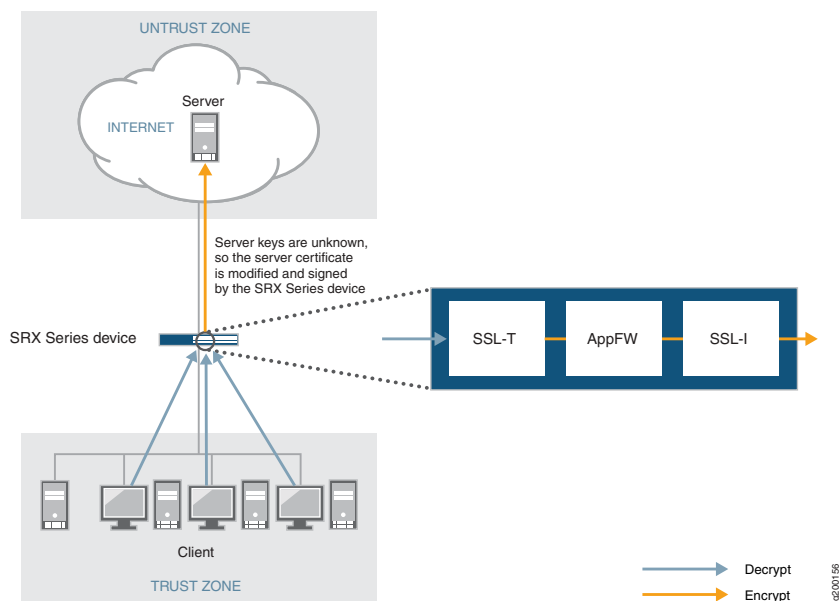 UNTRUST ZONE
Server
INTERNET
Server keys are unknown,
so the server certificate
is modified and signed
by the SRX Series device
SRX Series device
SSL-T
AppFW
SSL-I
Client
TRUST ZONE
Decrypt
Encrypt
g200156